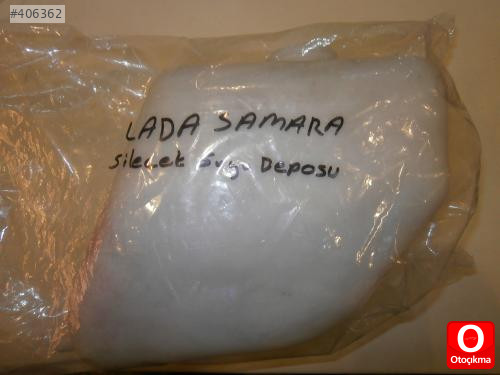 #406362
LADA SAMARA
Silecek Suyu Deposu
Otoçıkma